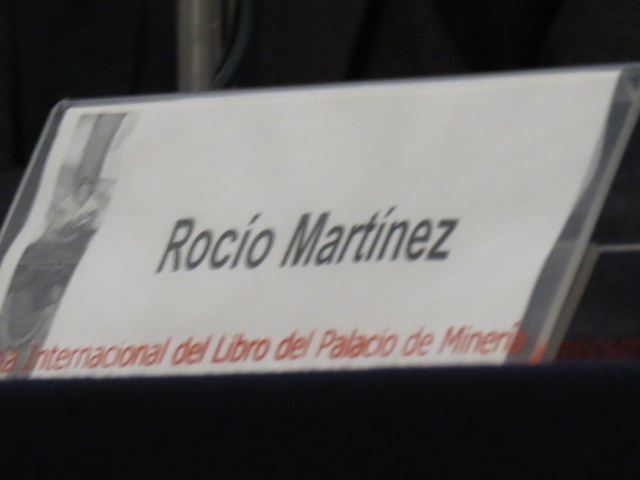 Rocío Martínez
Internacional del Libro del Palacio de Minería